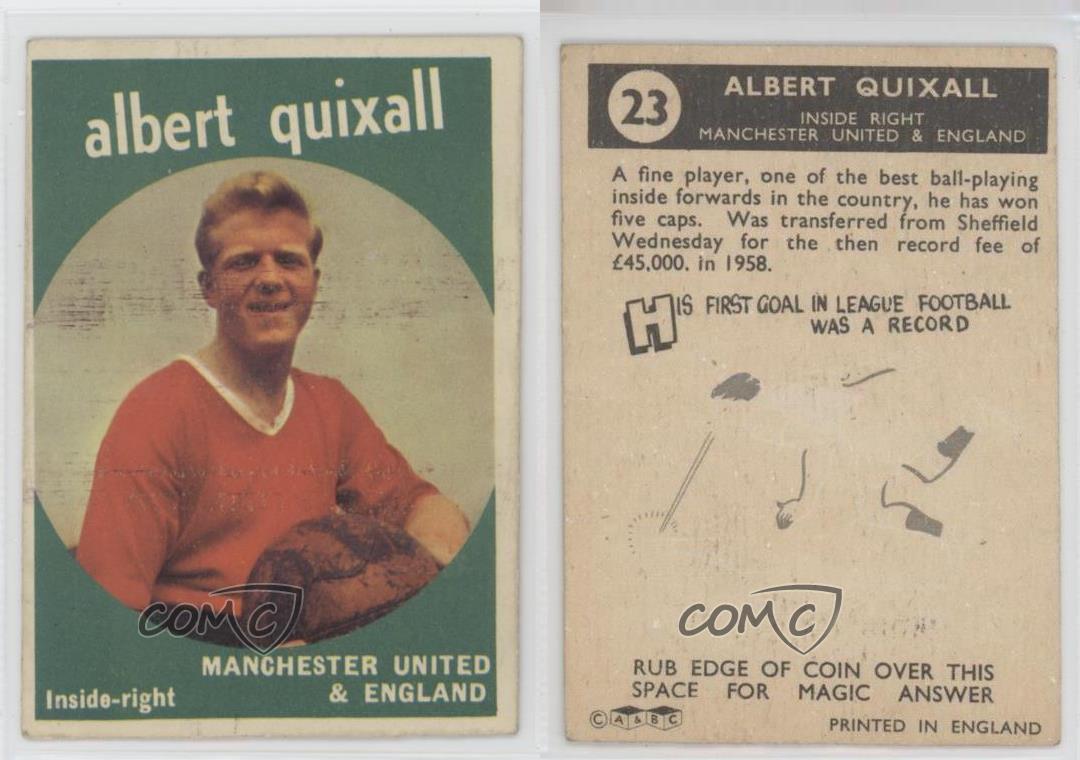 albert quixall
MANCHESTER UNITED
& ENGLAND
Inside-right
COMC
23
ALBERT QUIXALL
INSIDE RIGHT
MANCHESTER UNITED & ENGLAND
A fine player, one of the best ball-playing
inside forwards in the country, he has won
five caps. Was transferred from Sheffield
Wednesday for the then record fee of
£45,000. in 1958.
HIS FIRST GOAL IN LEAGUE FOOTBALL
WAS A RECORD
COMC
RUB EDGE OF COIN OVER THIS
SPACE FOR MAGIC ANSWER
© A & BC
PRINTED IN ENGLAND